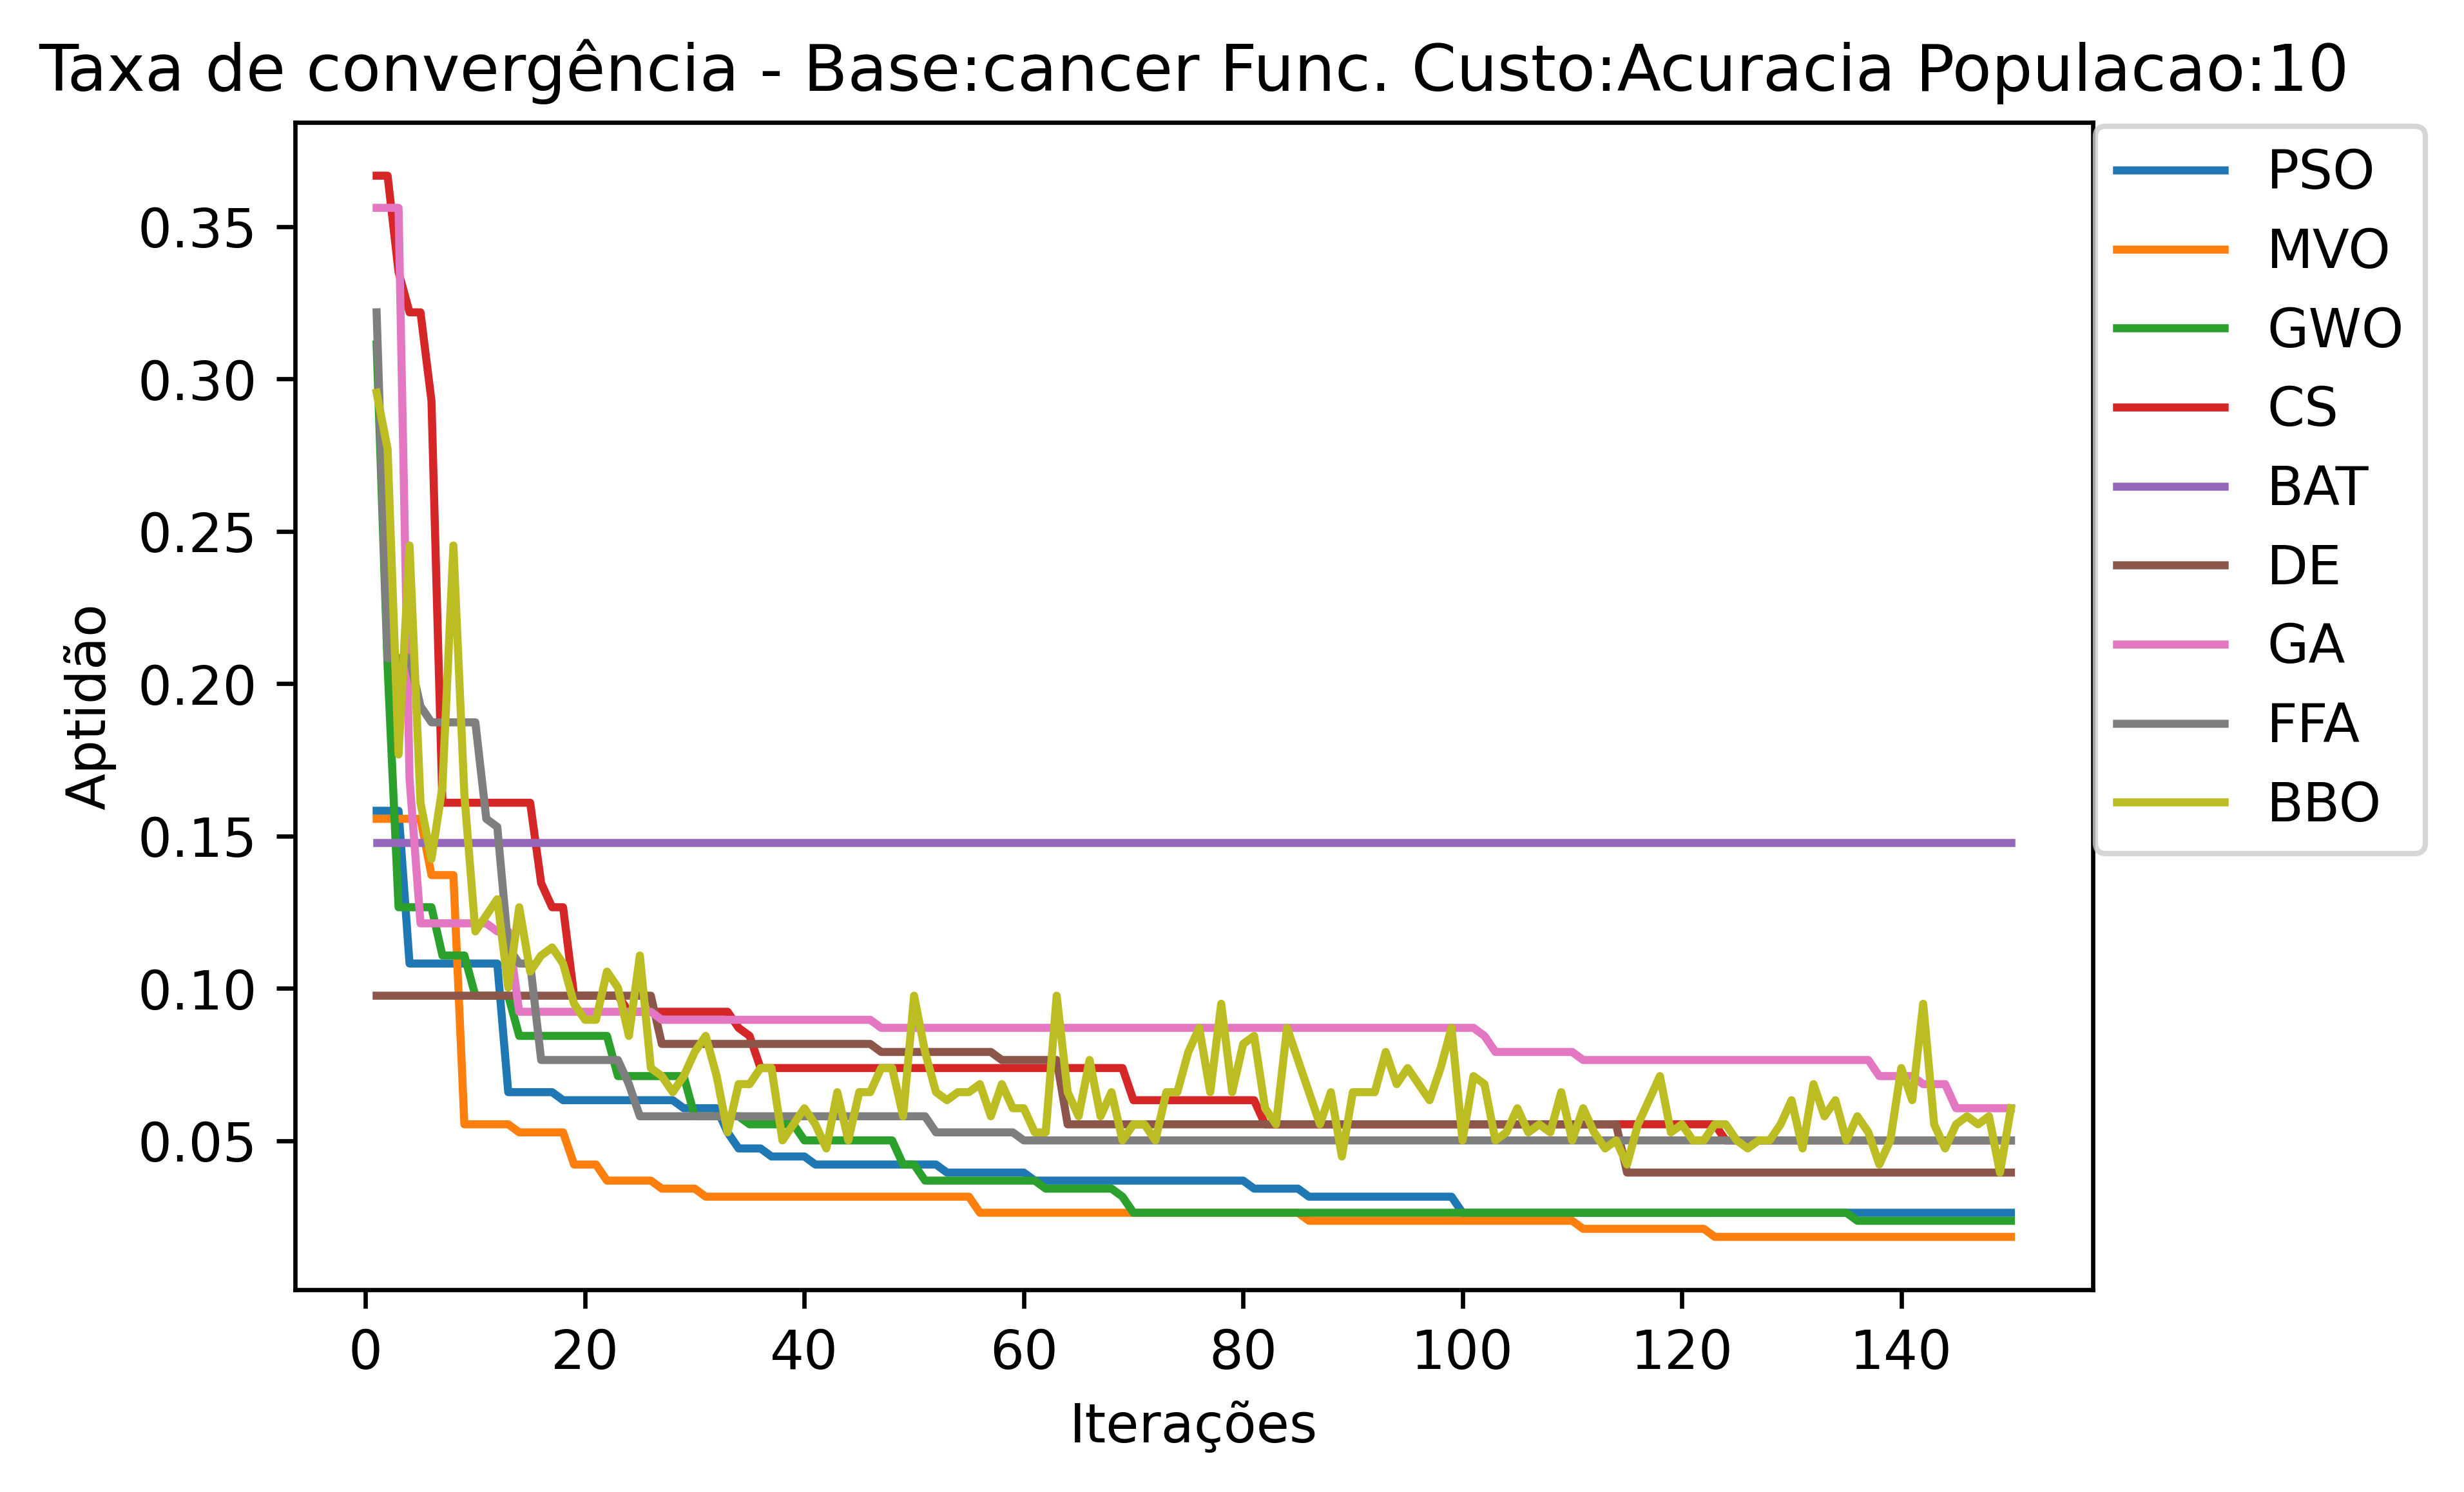 Taxa de convergência - Base:cancer Func. Custo:Acuracia Populacao:10
Aptidão
0.35
0.30
0.25
0.20
0.15
0.10
0.05
0 20 40 60 80 100 120 140
Iterações
PSO
MVO
GWO
CS
BAT
DE
GA
FFA
BBO